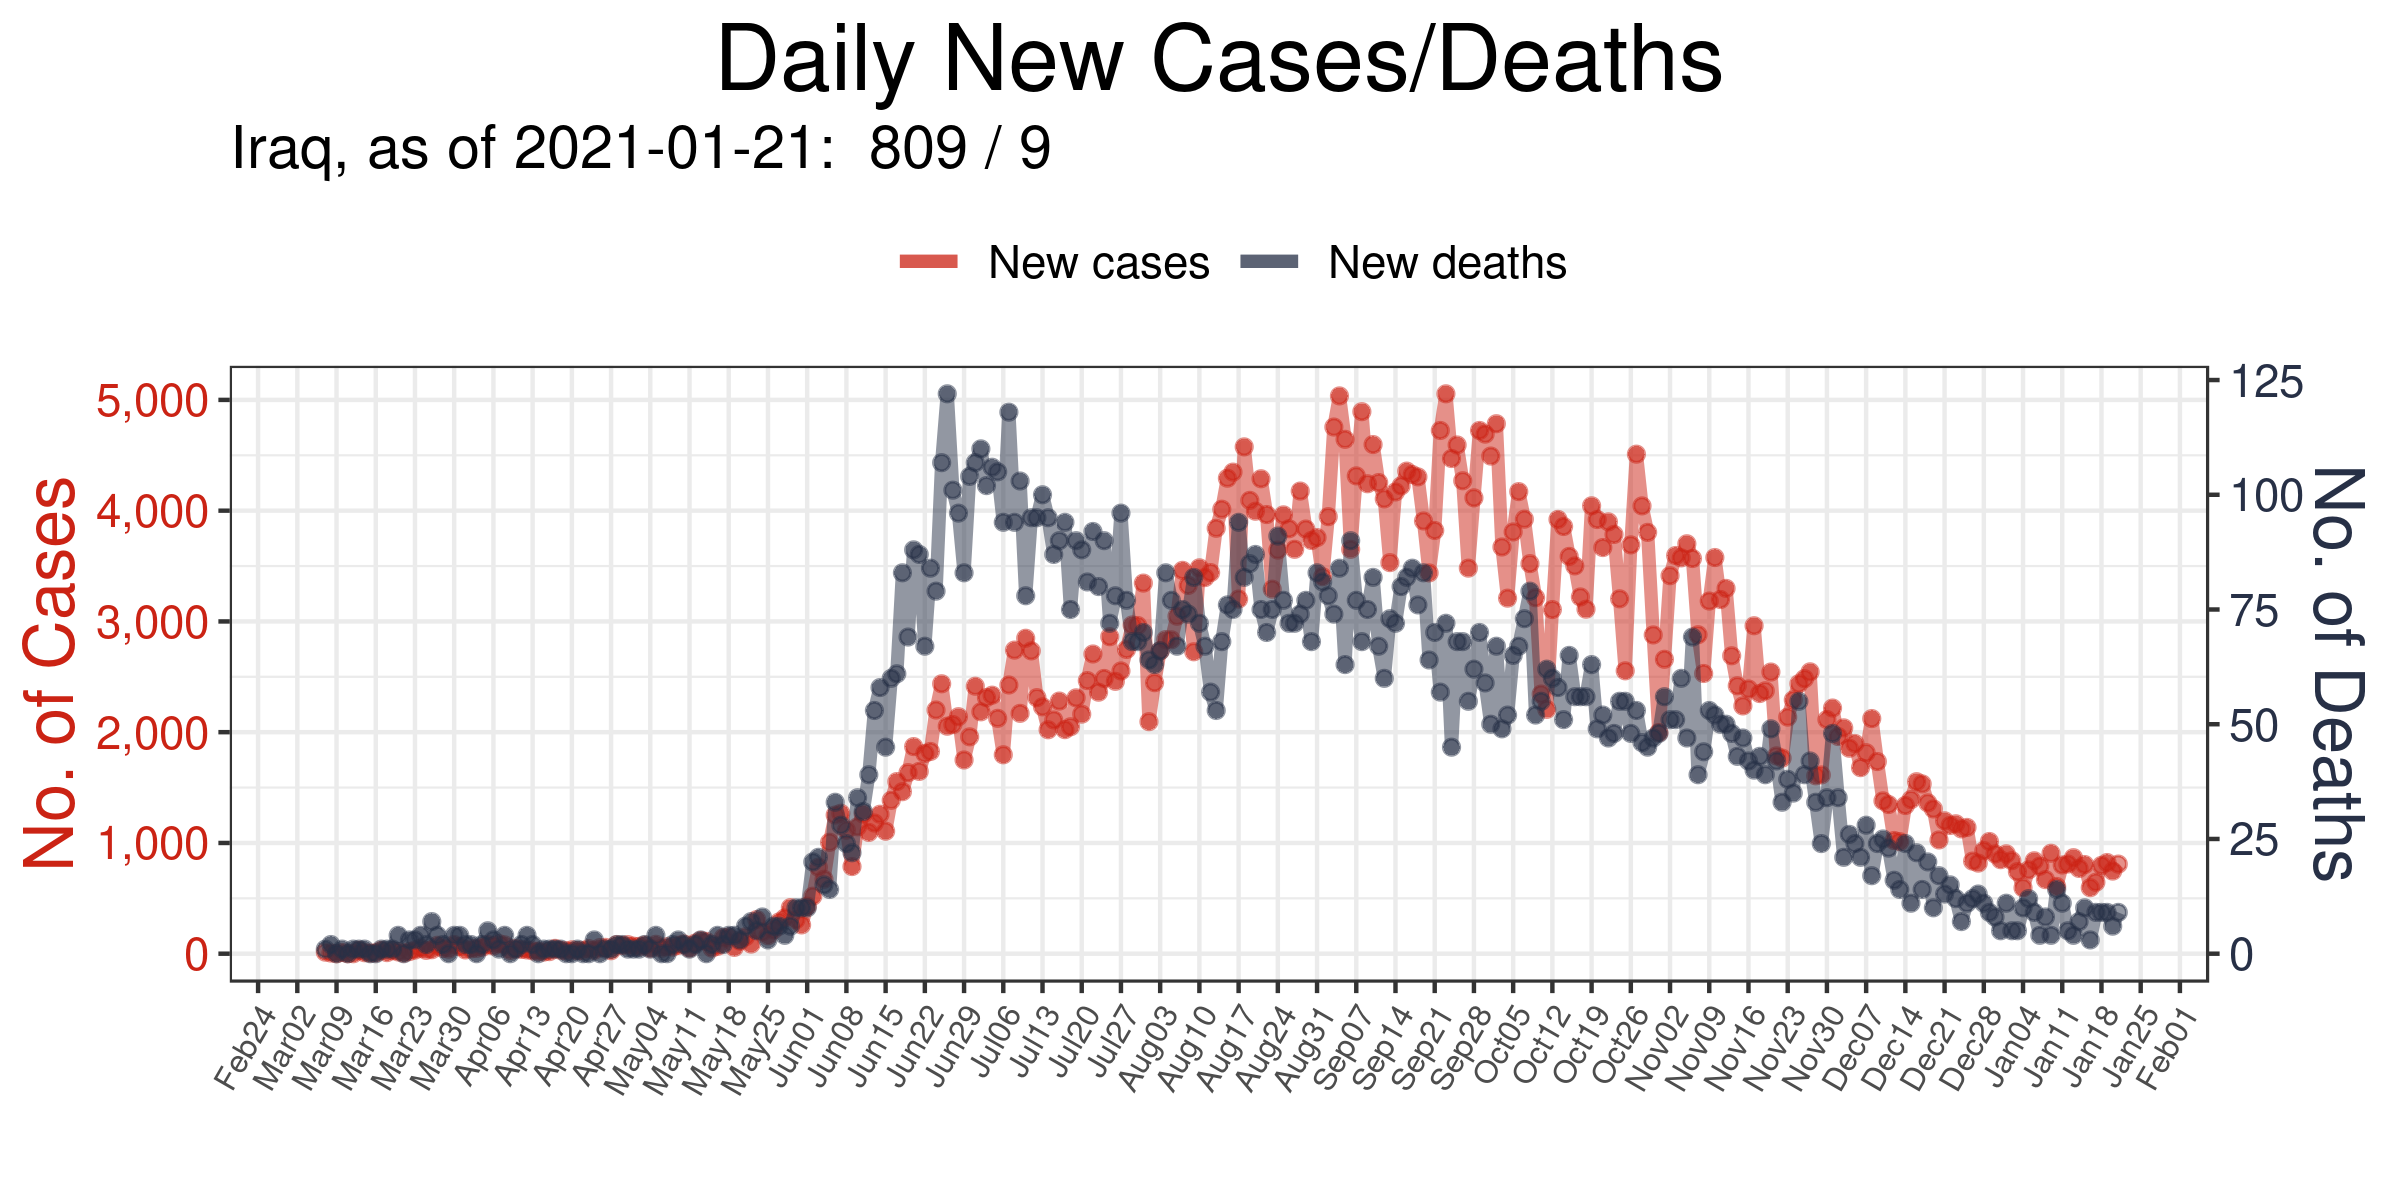 Daily New Cases/Deaths
Iraq, as of 2021-01-21:  809 / 9
New cases New deaths
No. of Cases
5,000
4,000
3,000
2,000
1,000
0
125
100
75
50
25
0
No. of Deaths
Feb24 Mar02 Mar09 Mar16 Mar23 Mar30 Apr06 Apr13 Apr20 Apr27 May04 May11 May18 May25 Jun01 Jun08 Jun15 Jun22 Jun29 Jul06 Jul13 Jul20 Jul27 Aug03 Aug10 Aug17 Aug24 Aug31 Sep07 Sep14 Sep21 Sep28 Oct05 Oct12 Oct19 Oct26 Nov02 Nov09 Nov16 Nov23 Nov30 Dec07 Dec14 Dec21 Dec28 Jan04 Jan11 Jan18 Jan25 Feb01